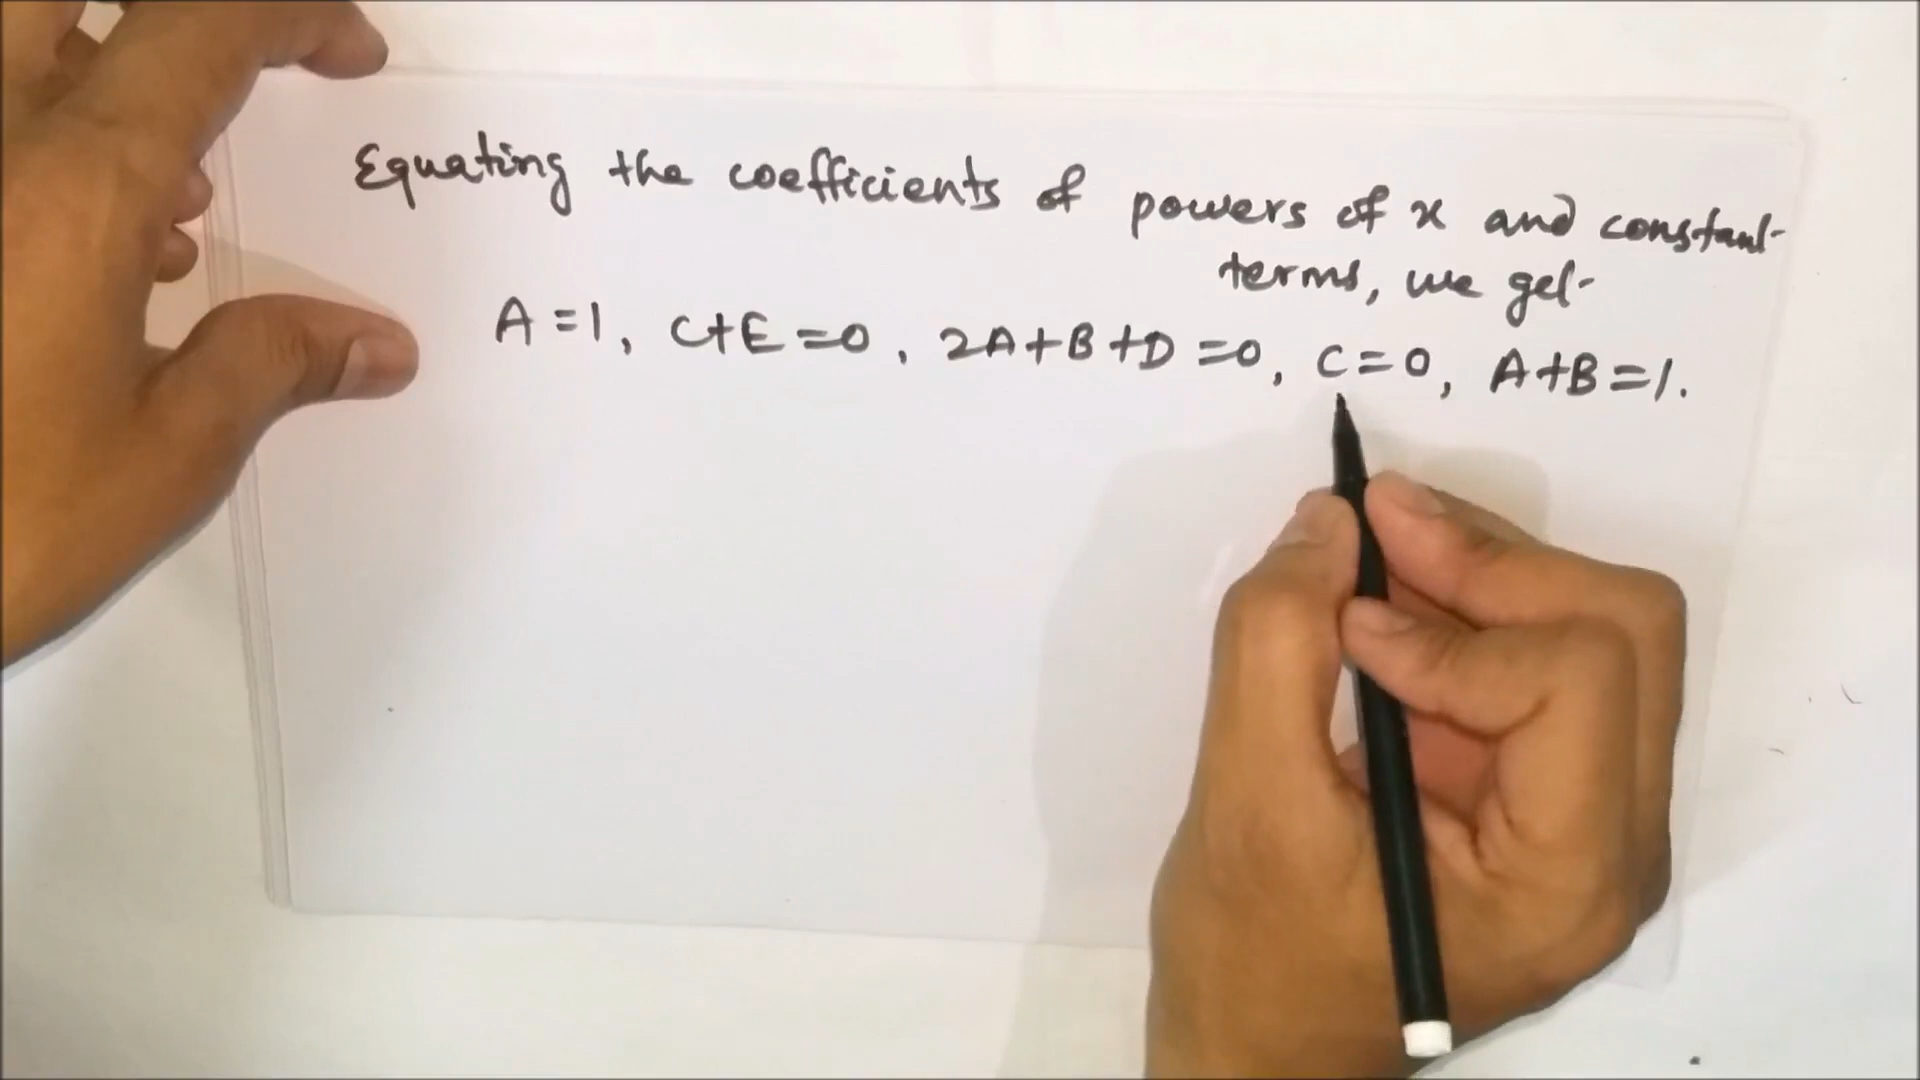 Equating the coefficients of powers of x and constant
terms, we get
A = 1, C+E = 0, 2A+B+D = 0, C = 0, A+B = 1.